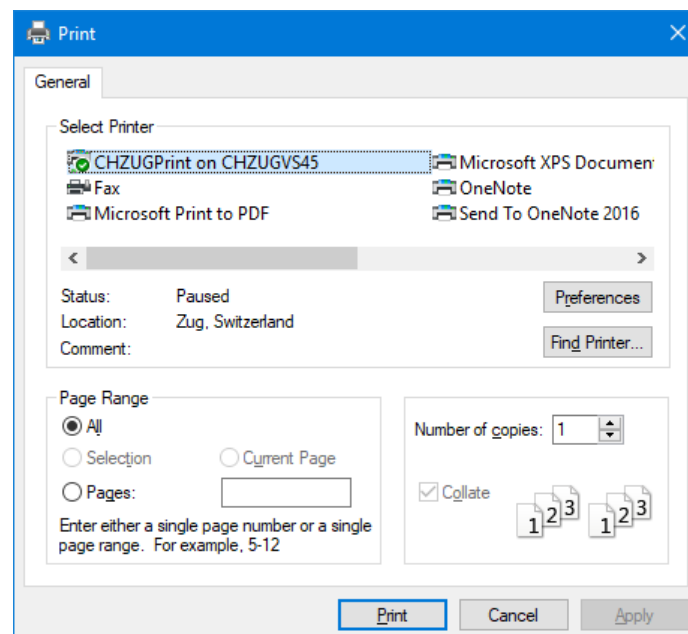 Print
General
Select Printer
CHZUGPrint on CHZUGVS45
Microsoft XPS Documen
Fax
OneNote
Microsoft Print to PDF
Send To OneNote 2016
Status: Paused
Preferences
Location: Zug, Switzerland
Comment:
Find Printer...
Page Range
All
Number of copies: 1
Selection Current Page
Pages:
Collate
1 2 3 1 2 3
Enter either a single page number or a single
page range. For example, 5-12
Print Cancel Apply